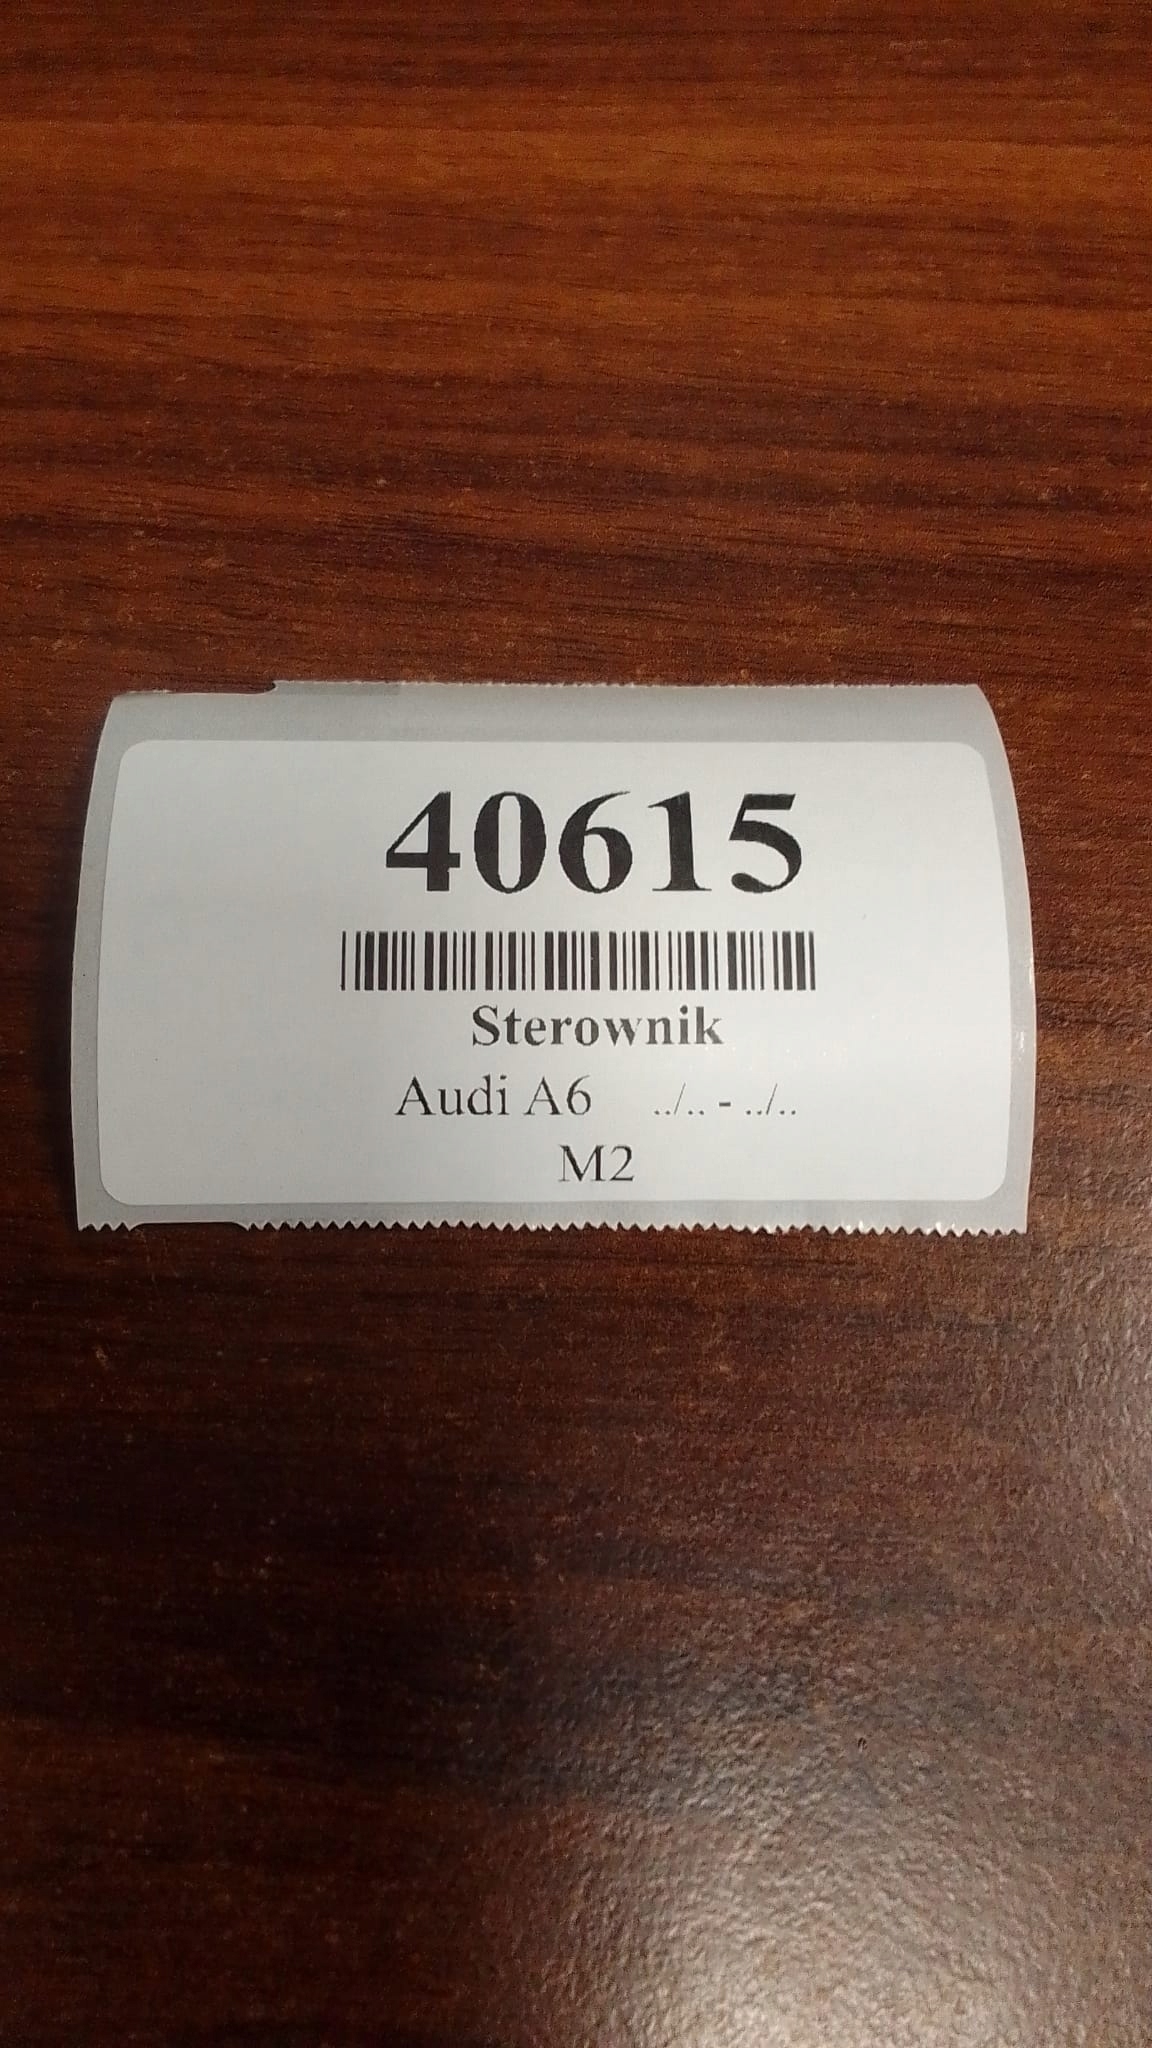 40615
Sterownik
Audi A6 ../.. - ../..
M2